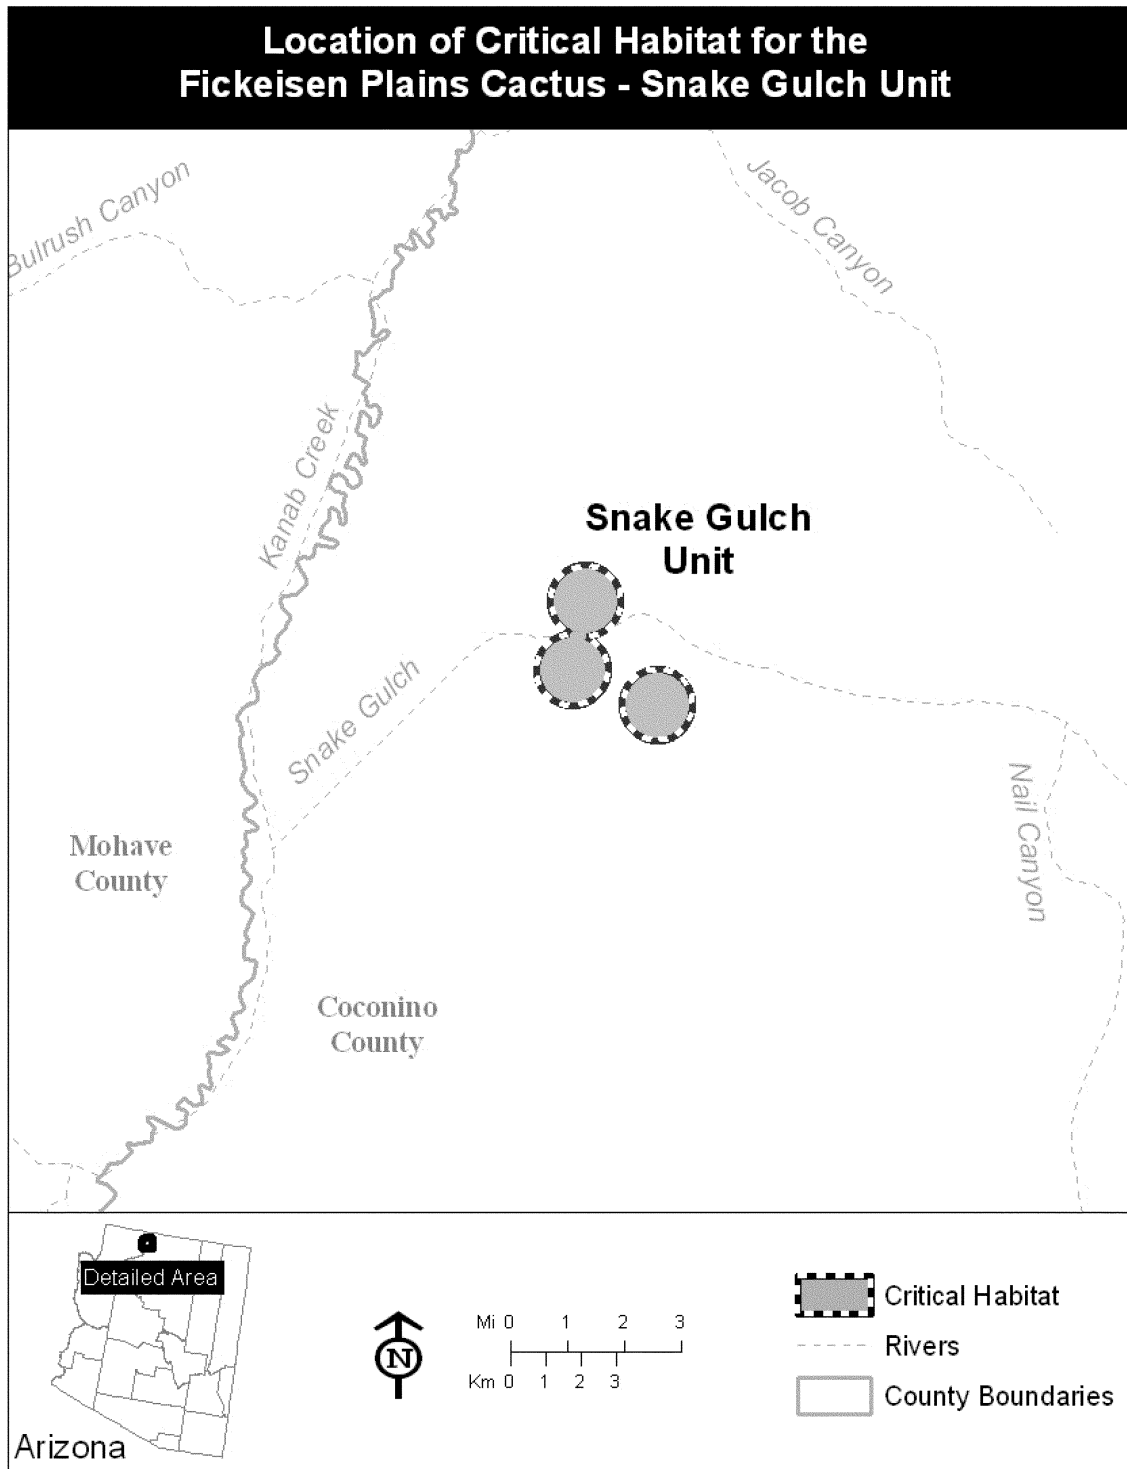 Location of Critical Habitat for the
Fickeisen Plains Cactus - Snake Gulch Unit
Bulrush Canyon
Jacob Canyon
Kanab Creek
Snake Gulch
Unit
Snake Gulch
Nail Canyon
Mohave
County
Coconino
County
Detailed Area
Arizona
N
Mi 0 1 2 3
Km 0 1 2 3
Critical Habitat
Rivers
County Boundaries